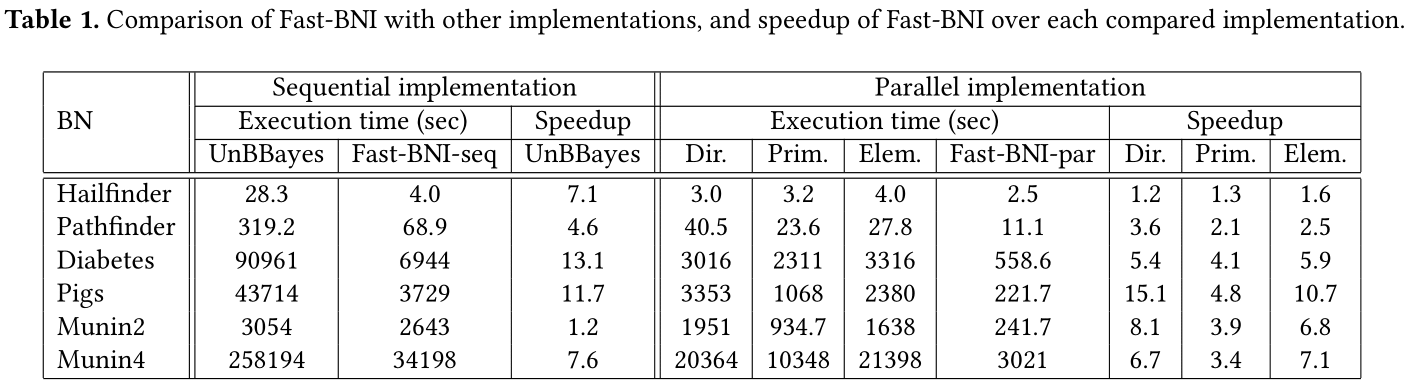 Table 1. Comparison of Fast-BNI with other implementations, and speedup of Fast-BNI over each compared implementation.
BN Sequential implementation Parallel implementation
Execution time (sec) Speedup Execution time (sec) Speedup
UnBBayes Fast-BNI-seq UnBBayes Dir. Prim. Elem. Fast-BNI-par Dir. Prim. Elem.
Hailfinder 28.3 4.0 7.1 3.0 3.2 4.0 2.5 1.2 1.3 1.6
Pathfinder 319.2 68.9 4.6 40.5 23.6 27.8 11.1 3.6 2.1 2.5
Diabetes 90961 6944 13.1 3016 2311 3316 558.6 5.4 4.1 5.9
Pigs 43714 3729 11.7 3353 1068 2380 221.7 15.1 4.8 10.7
Munin2 3054 2643 1.2 1951 934.7 1638 241.7 8.1 3.9 6.8
Munin4 258194 34198 7.6 20364 10348 21398 3021 6.7 3.4 7.1